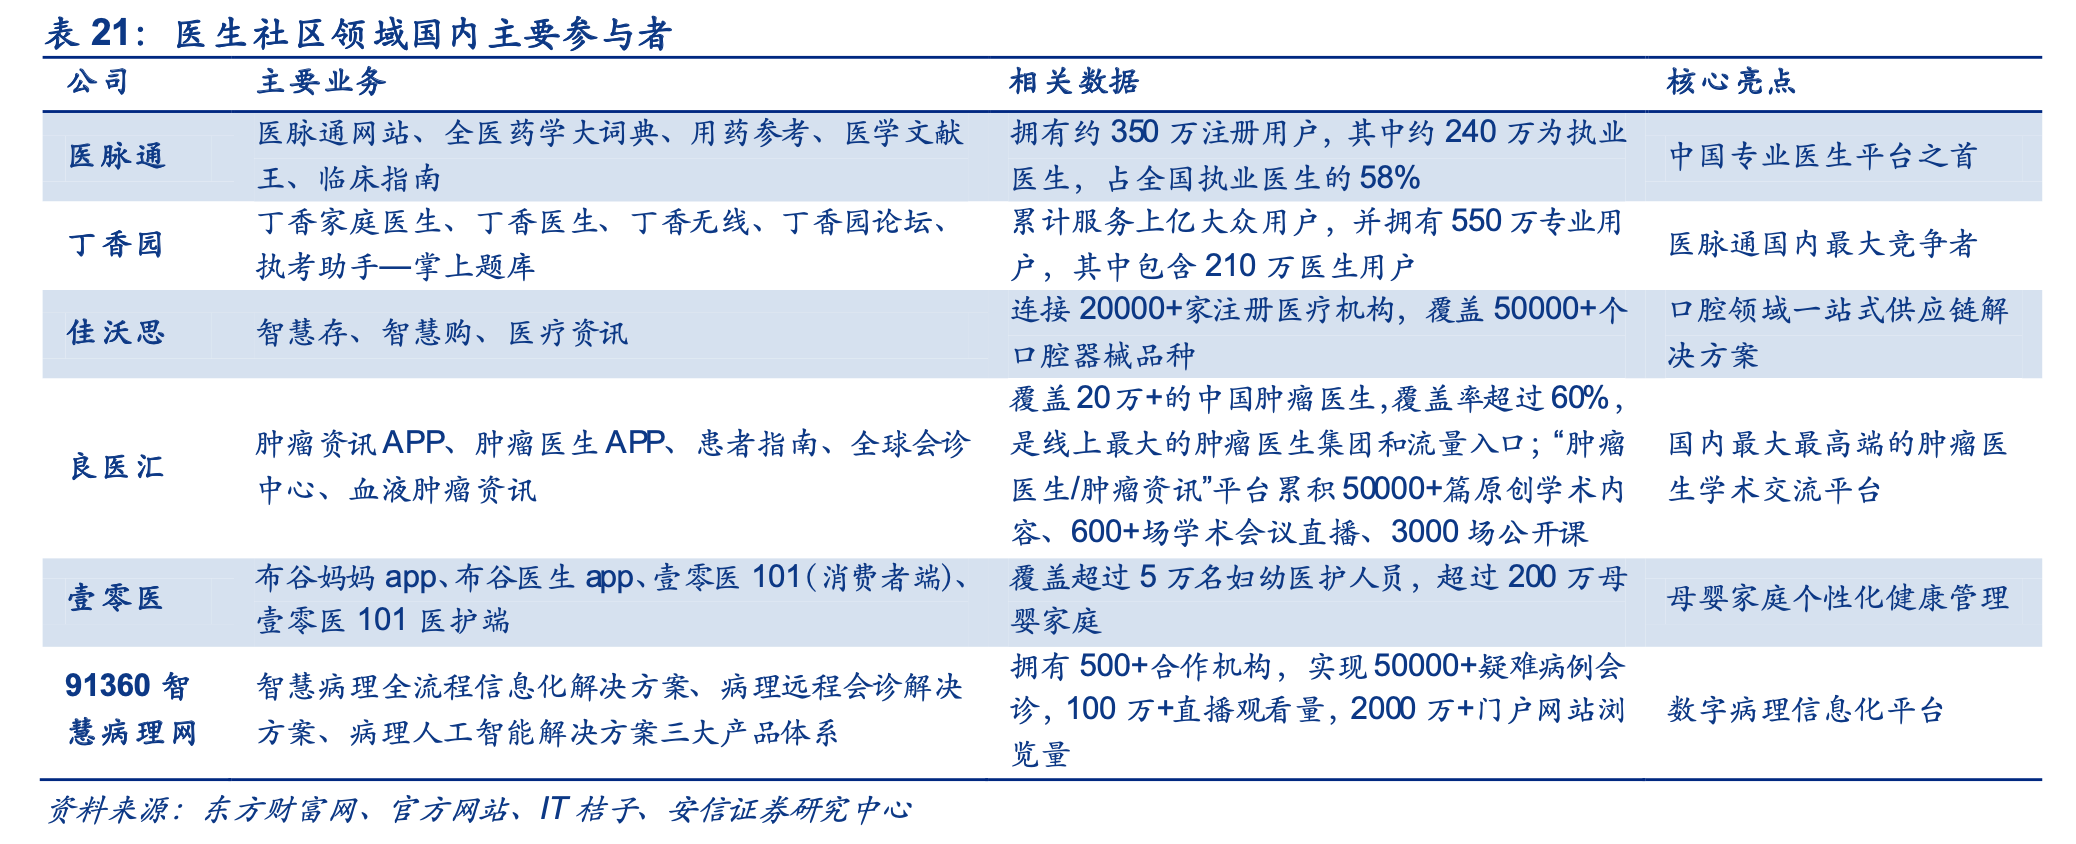 表 21：医生社区领域国内主要参与者
公司 主要业务 相关数据 核心亮点
医脉通
医脉通网站、全医药学大词典、用药参考、医学文献
王、临床指南
拥有约 350 万注册用户，其中约 240 万为执业
医生，占全国执业医生的 58%
中国专业医生平台之首
丁香园
丁香家庭医生、丁香医生、丁香无线、丁香园论坛、
执考助手—掌上题库
累计服务上亿大众用户，并拥有 550 万专业用
户，其中包含 210 万医生用户
医脉通国内最大竞争者
佳沃思
智慧存、智慧购、医疗资讯
连接 20000+家注册医疗机构，覆盖 50000+个
口腔器械品种
口腔领域一站式供应链解
决方案
良医汇
肿瘤资讯 APP、肿瘤医生 APP、患者指南、全球会诊
中心、血液肿瘤资讯
覆盖 20 万+的中国肿瘤医生,覆盖率超过 60%，
是线上最大的肿瘤医生集团和流量入口；“肿瘤
医生/肿瘤资讯”平台累积 50000+篇原创学术内
容、600+场学术会议直播、3000 场公开课
国内最大最高端的肿瘤医
生学术交流平台
壹零医
布谷妈妈 app、布谷医生 app、壹零医 101（消费者端）、
壹零医 101 医护端
覆盖超过 5 万名妇幼医护人员，超过 200 万母
婴家庭
母婴家庭个性化健康管理
91360 智
慧病理网
智慧病理全流程信息化解决方案、病理远程会诊解决
方案、病理人工智能解决方案三大产品体系
拥有 500+合作机构，实现 50000+疑难病例会
诊，100 万+直播观看量，2000 万+门户网站浏
览量
数字病理信息化平台
资料来源：东方财富网、官方网站、IT 桔子、安信证券研究中心